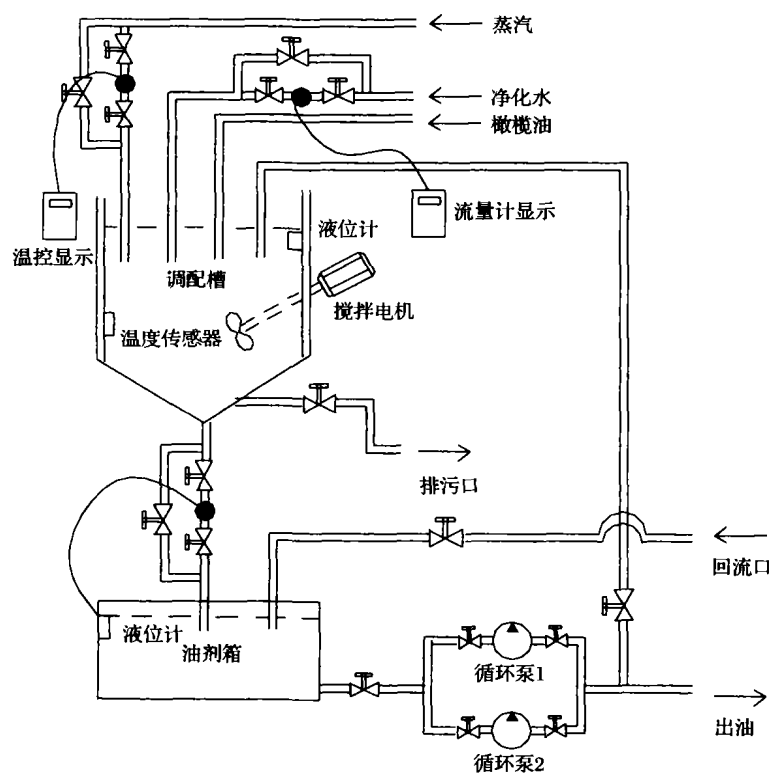 蒸汽
净化水
橄榄油
流量计显示
液位计
温控显示
调配槽
搅拌电机
温度传感器
排污口
回流口
液位计
油剂箱
循环泵1
出油
循环泵2